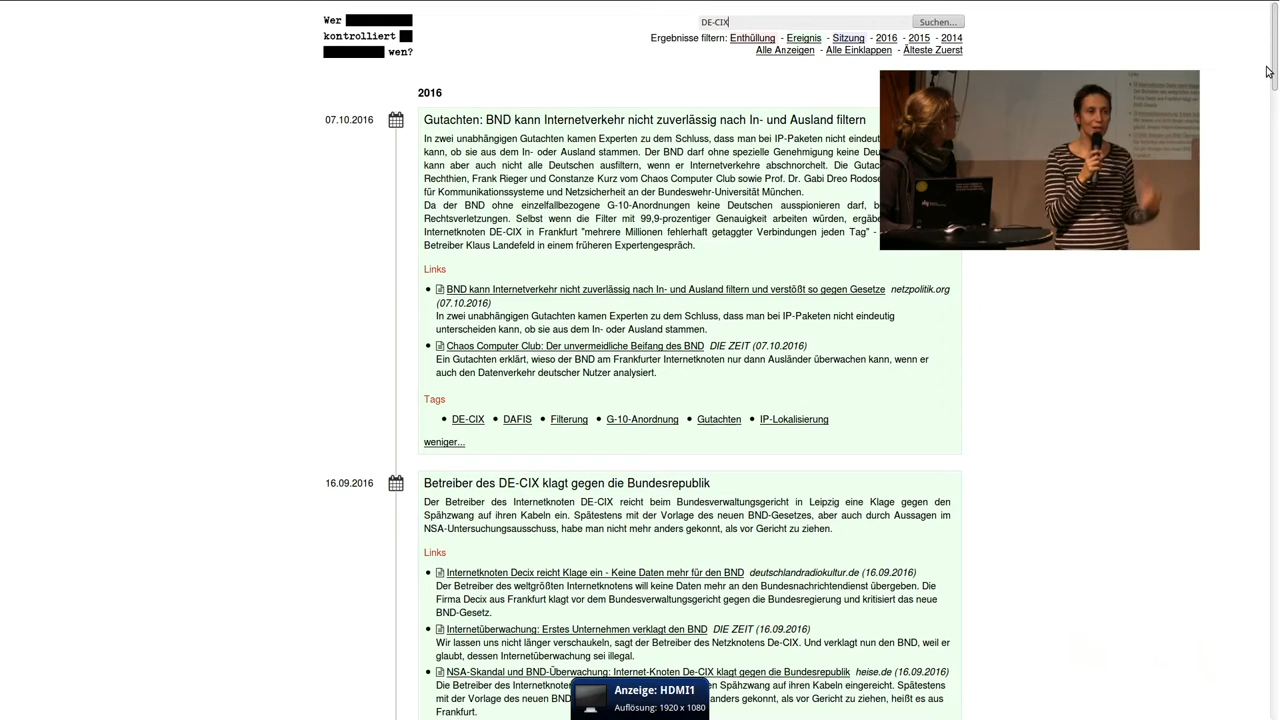 Wer
kontrolliert
wen?
DE-CIX
Suchen...
Ergebnisse filtern: Enthüllung - Ereignis - Sitzung - 2016 - 2015 - 2014
Alle Anzeigen - Alle Einklappen - Älteste Zuerst
2016
07.10.2016
Gutachten: BND kann Internetverkehr nicht zuverlässig nach In- und Ausland filtern
In zwei unabhängigen Gutachten kamen Experten zu dem Schluss, dass man bei IP-Paketen nicht
kann, ob sie aus dem In- oder Ausland stammen. Der BND darf ohne spezielle Genehmigung keine
kann aber auch nicht alle Deutschen ausfiltern, wenn er Internetverkehre abschnorchelt. Die
Rechthien, Frank Rieger und Constanze Kurz vom Chaos Computer Club sowie Prof. Dr. Gabi Dreo
für Kommunikationssysteme und Netzsicherheit an der Bundeswehr-Universität München.
Da der BND ohne einzelfallbezogene G-10-Anordnungen keine Deutschen ausspionieren darf,
Rechtsverletzungen. Selbst wenn die Filter mit 99,9-prozentiger Genauigkeit arbeiten würden,
Internetknoten DE-CIX in Frankfurt "mehrere Millionen fehlerhaft getaggter Verbindungen jeden Tag" -
Betreiber Klaus Landefeld in einem früheren Expertengespräch.
Links
• BND kann Internetverkehr nicht zuverlässig nach In- und Ausland filtern und verstößt so gegen Gesetze netzpolitik.org
(07.10.2016)
In zwei unabhängigen Gutachten kamen Experten zu dem Schluss, dass man bei IP-Paketen nicht eindeutig
unterscheiden kann, ob sie aus dem In- oder Ausland stammen.
• Chaos Computer Club: Der unvermeidliche Beifang des BND DIE ZEIT (07.10.2016)
Ein Gutachten erklärt, wieso der BND am Frankfurter Internetknoten nur dann Ausländer überwachen kann, wenn er
auch den Datenverkehr deutscher Nutzer analysiert.
Tags
• DE-CIX • DAFIS • Filterung • G-10-Anordnung • Gutachten • IP-Lokalisierung
weniger...
16.09.2016
Betreiber des DE-CIX klagt gegen die Bundesrepublik
Der Betreiber des Internetknoten DE-CIX reicht beim Bundesverwaltungsgericht in Leipzig eine Klage gegen den
Spähzwang auf ihren Kabeln ein. Spätestens mit der Vorlage des neuen BND-Gesetzes, aber auch durch Aussagen im
NSA-Untersuchungsausschuss, habe man nicht mehr anders gekonnt, als vor Gericht zu ziehen.
Links
• Internetknoten Decix reicht Klage ein - Keine Daten mehr für den BND deutschlandradiokultur.de (16.09.2016)
Der Betreiber des weltgrößten Internetknotens will keine Daten mehr an den Bundesnachrichtendienst übergeben. Die
Firma Decix aus Frankfurt klagt vor dem Bundesverwaltungsgericht gegen die Bundesregierung und kritisiert das neue
BND-Gesetz.
• Internetüberwachung: Erstes Unternehmen verklagt den BND DIE ZEIT (16.09.2016)
Wir lassen uns nicht länger verschaukeln, sagt der Betreiber des Netzknotens De-CIX. Und verklagt nun den BND, weil er
glaubt, dessen Internetüberwachung sei illegal.
• NSA-Skandal und BND-Überwachung: Internet-Knoten De-CIX klagt gegen die Bundesrepublik heise.de (16.09.2016)
Die Betreiber des Internetknoten Spähzwang auf ihren Kabeln eingereicht. Spätestens
mit der Vorlage des neuen anders gekonnt, als vor Gericht zu ziehen, heißt es aus
Frankfurt.
Anzeige: HDMI1
Auflösung: 1920 x 1080